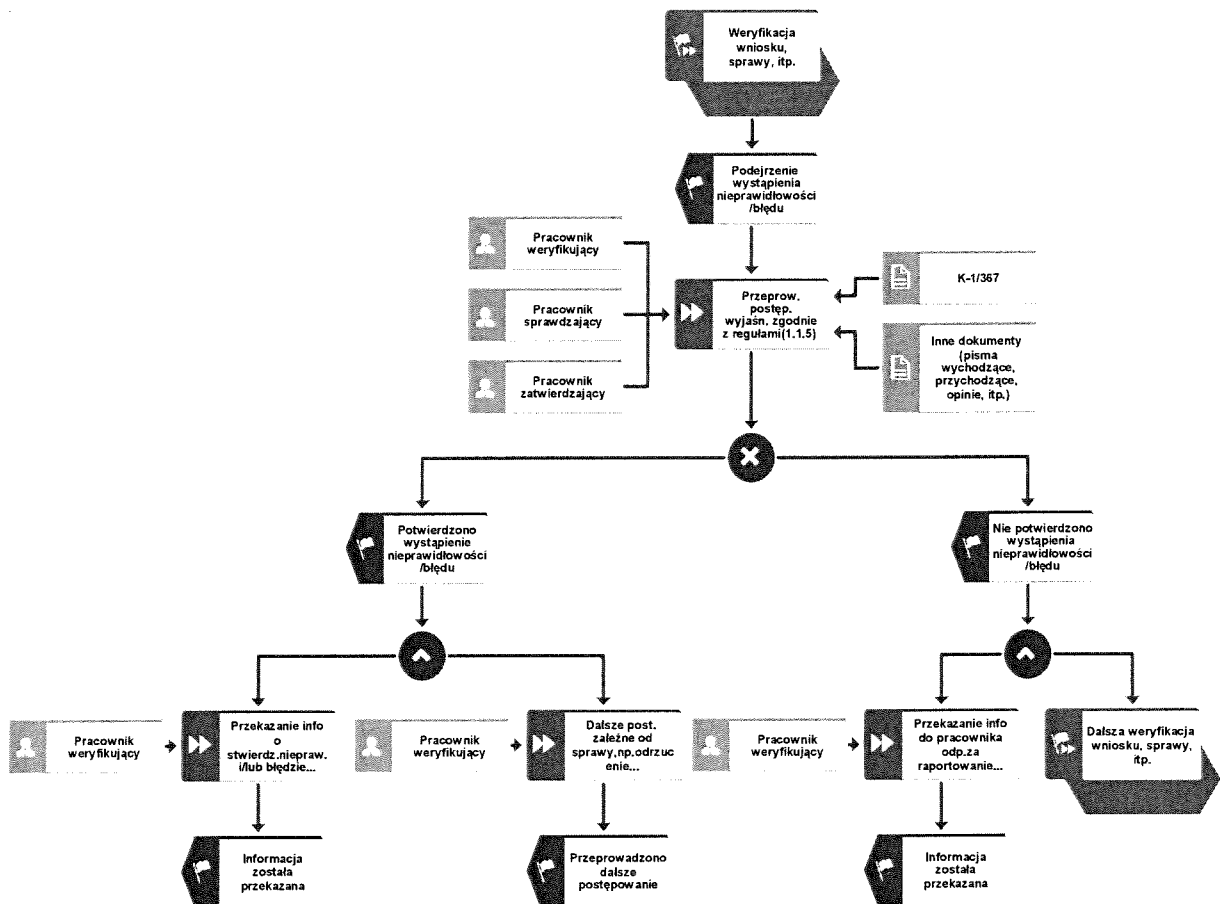 Weryfikacja
wniosku,
sprawy, itp.
Podejrzenie
wystąpienia
nieprawidłowości
/błędu
Pracownik
weryfikujący
Pracownik
sprawdzający
Pracownik
zatwierdzający
Przeprow.
postęp.
wyjaśn, zgodnie
z regułami(1.1.5)
K-1/367
Inne dokumenty
(pisma
wychodzące,
przychodzące,
opinie, itp.)
Potwierdzono
wystąpienie
nieprawidłowości
/błędu
Nie potwierdzono
wystąpienia
nieprawidłowości
/błędu
Pracownik
weryfikujący
Przekazanie info
o
stwierdz.niepraw.
i/lub błędzie...
Pracownik
weryfikujący
Dalsze post.
zależne od
sprawy,np.odrzuc
enie...
Pracownik
weryfikujący
Przekazanie info
do pracownika
odp.za
raportowanie...
Dalsza weryfikacja
wniosku, sprawy,
itp.
Informacja
została
przekazana
Przeprowadzono
dalsze
postępowanie
Informacja
została
przekazana